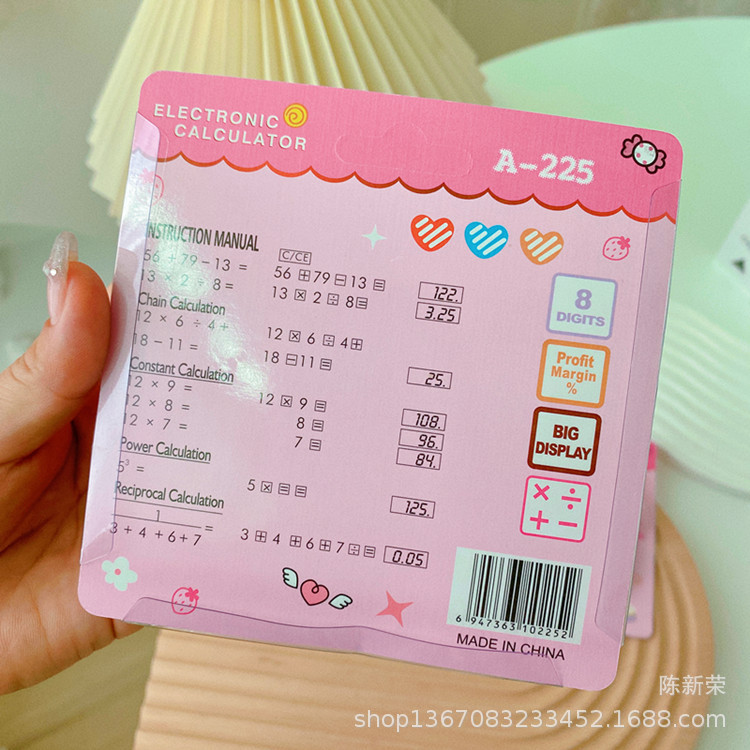 ELECTRONIC
CALCULATOR
A-225
INSTRUCTION MANUAL
C/CE
56 + 79 − 13 = 56 + 79 − 13 = 122.
13 × 2 ÷ 8 = 13 × 2 ÷ 8 = 3.25
Chain Calculation
12 × 6 ÷ 4 + 12 × 6 ÷ 4 +
18 − 11 = 18 − 11 = 25.
Constant Calculation
12 × 9 = 12 × 9 = 108.
12 × 8 = 8 = 96.
12 × 7 = 7 = 84.
Power Calculation
5³ = 5 × = = 125.
Reciprocal Calculation
1
3 + 4 + 6 + 7 = 3 + 4 + 6 + 7 ÷ = 0.05
8
DIGITS
Profit
Margin
%
BIG
DISPLAY
× ÷
+ −
6 947363 102252
MADE IN CHINA
陈新荣
shop1367083233452.1688.com